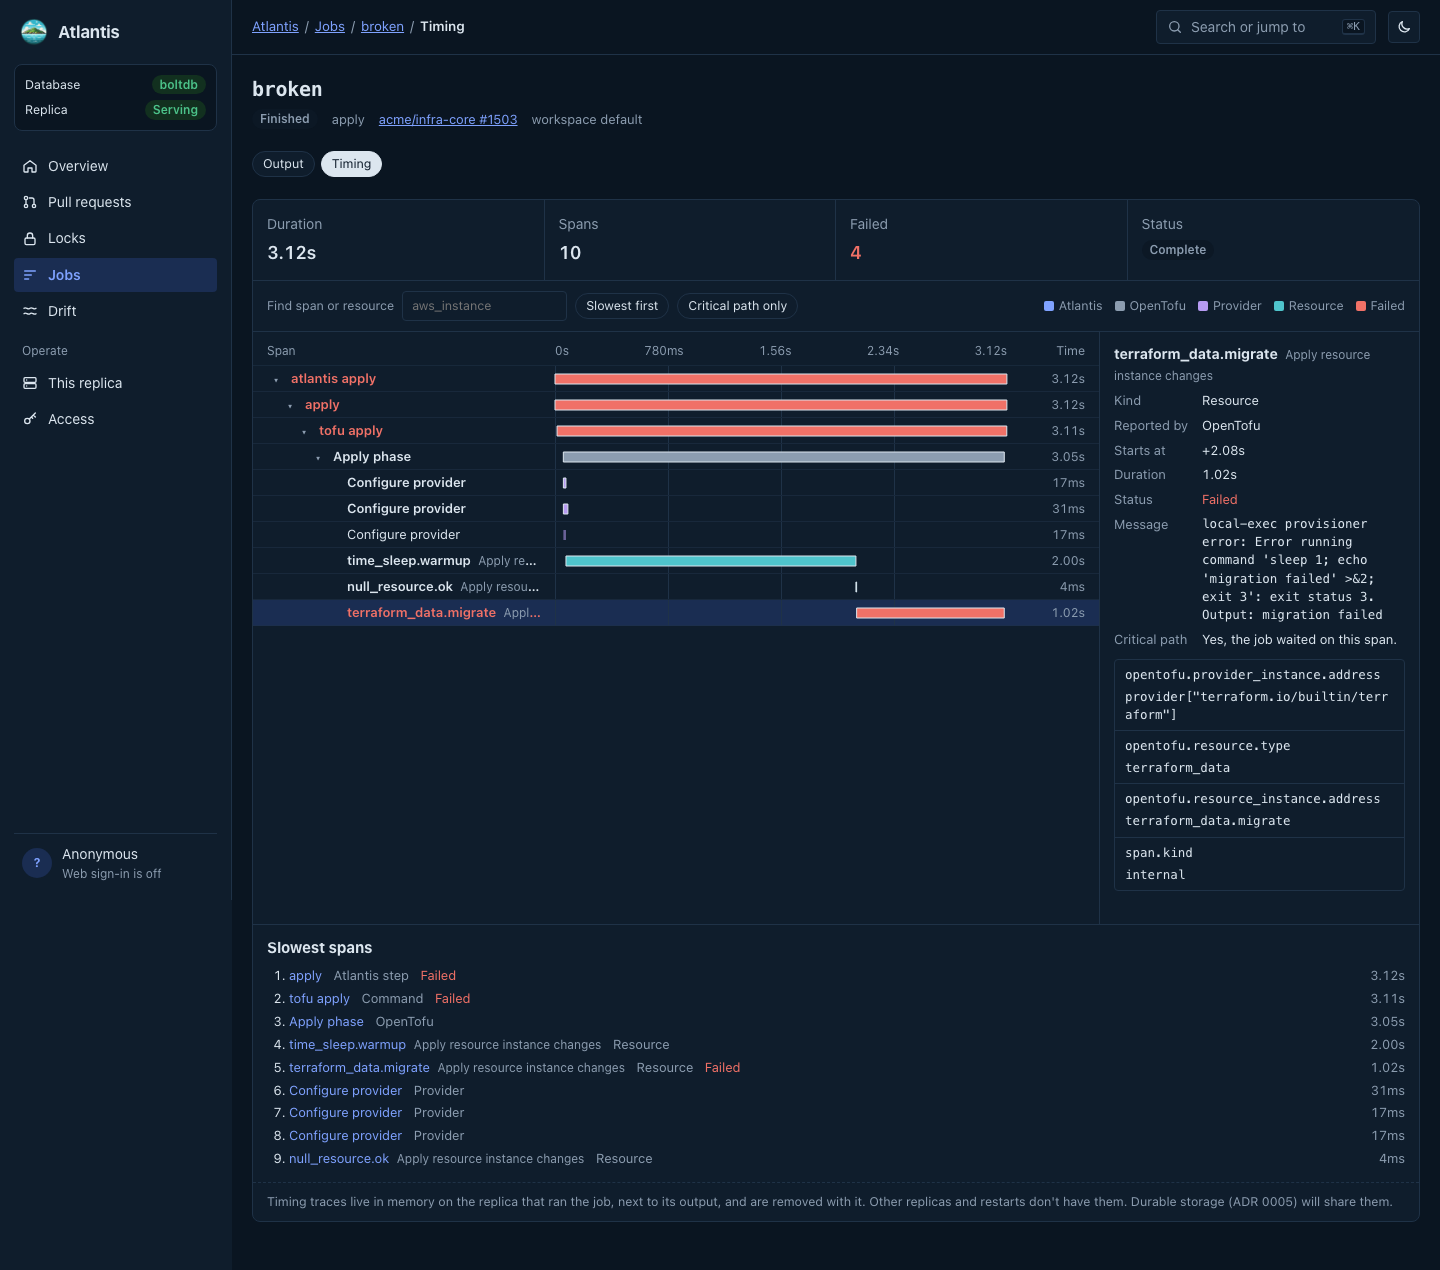 Atlantis
Database boltdb
Replica Serving
Overview
Pull requests
Locks
Jobs
Drift
Operate
This replica
Access
? Anonymous
Web sign-in is off
Atlantis / Jobs / broken / Timing
Search or jump to ⌘K
broken
Finished apply acme/infra-core #1503 workspace default
Output Timing
Duration
3.12s
Spans
10
Failed
4
Status
Complete
Find span or resource aws_instance Slowest first Critical path only Atlantis OpenTofu Provider Resource Failed
Span 0s 780ms 1.56s 2.34s 3.12s Time
atlantis apply 3.12s
apply 3.12s
tofu apply 3.11s
Apply phase 3.05s
Configure provider 17ms
Configure provider 31ms
Configure provider 17ms
time_sleep.warmup Apply re... 2.00s
null_resource.ok Apply resou... 4ms
terraform_data.migrate Appl... 1.02s
terraform_data.migrate Apply resource
instance changes
Kind Resource
Reported by OpenTofu
Starts at +2.08s
Duration 1.02s
Status Failed
Message local-exec provisioner
error: Error running
command 'sleep 1; echo
'migration failed' >&2;
exit 3': exit status 3.
Output: migration failed
Critical path Yes, the job waited on this span.
opentofu.provider_instance.address
provider["terraform.io/builtin/terr
aform"]
opentofu.resource.type
terraform_data
opentofu.resource_instance.address
terraform_data.migrate
span.kind
internal
Slowest spans
1. apply Atlantis step Failed 3.12s
2. tofu apply Command Failed 3.11s
3. Apply phase OpenTofu 3.05s
4. time_sleep.warmup Apply resource instance changes Resource 2.00s
5. terraform_data.migrate Apply resource instance changes Resource Failed 1.02s
6. Configure provider Provider 31ms
7. Configure provider Provider 17ms
8. Configure provider Provider 17ms
9. null_resource.ok Apply resource instance changes Resource 4ms
Timing traces live in memory on the replica that ran the job, next to its output, and are removed with it. Other replicas and restarts don't have them. Durable storage (ADR 0005) will share them.